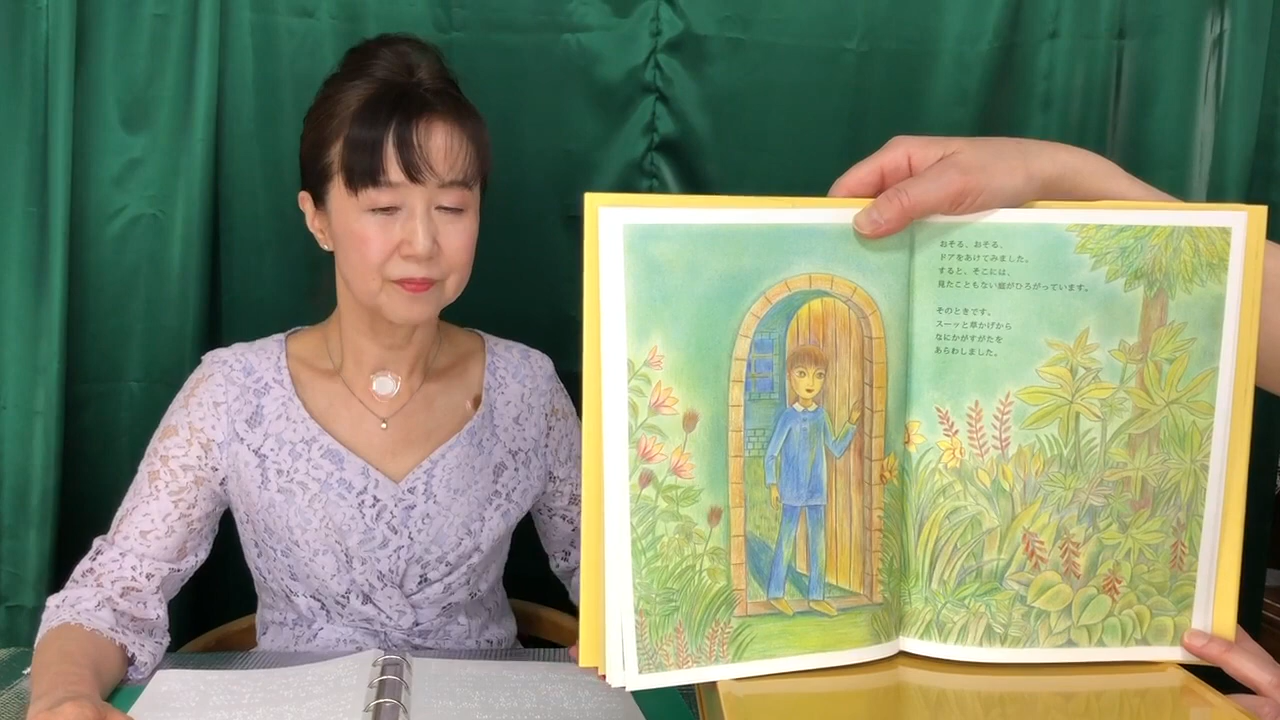 おそる、おそる、
ドアをあけてみました。
すると、そこには、
見たこともない庭がひろがっています。
そのときです。
スーッと草かげから
なにかがすがたを
あらわしました。